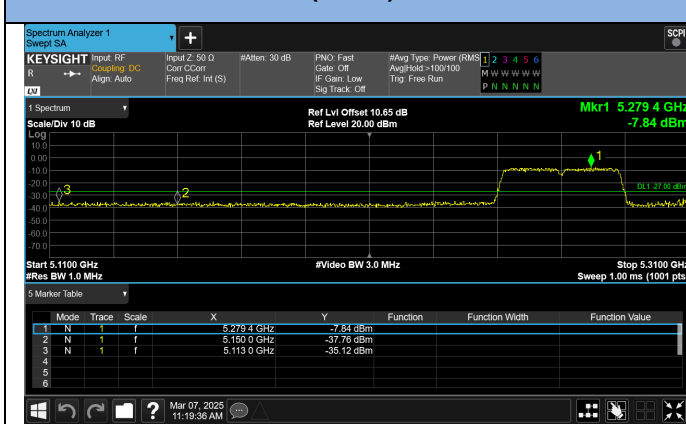 Spectrum Analyzer 1
Swept SA
+
SCPI
KEYSIGHT Input: RF Input Z: 50 Ω #Atten: 30 dB PNO: Fast #Avg Type: Power (RMS 1 2 3 4 5 6
R Coupling: DC Corr CCorr Gate: Off Avg|Hold:>100/100 M W W W W W
Align: Auto Freq Ref: Int (S) IF Gain: Low Trig: Free Run
LXI Sig Track: Off P N N N N N
1 Spectrum Ref Lvl Offset 10.65 dB Mkr1 5.279 4 GHz
Scale/Div 10 dB Ref Level 20.00 dBm -7.84 dBm
Log
10.0
0.00
-10.0
-20.0
-30.0
-40.0
-50.0
-60.0
-70.0
1
2
3
DL1 -27.00 dBm
Start 5.1100 GHz #Video BW 3.0 MHz Stop 5.3100 GHz
#Res BW 1.0 MHz Sweep 1.00 ms (1001 pts
5 Marker Table
Mode Trace Scale X Y Function Function Width Function Value
1 N 1 f 5.279 4 GHz -7.84 dBm
2 N 1 f 5.150 0 GHz -37.76 dBm
3 N 1 f 5.113 0 GHz -35.12 dBm
4
5
6
? Mar 07, 2025
11:19:36 AM